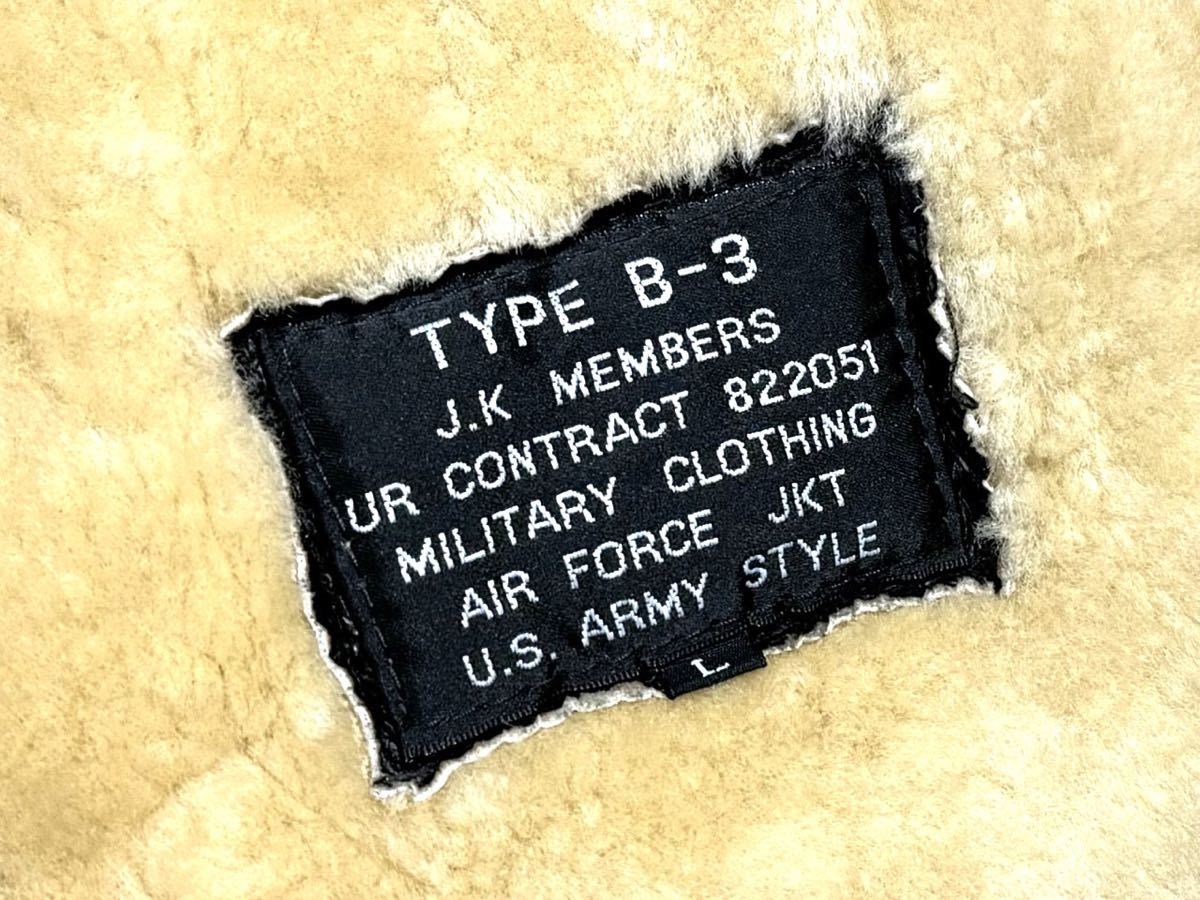 TYPE B-3
J.K MEMBERS
UR CONTRACT 822051
MILITARY CLOTHING
AIR FORCE JKT
U.S. ARMY STYLE
L